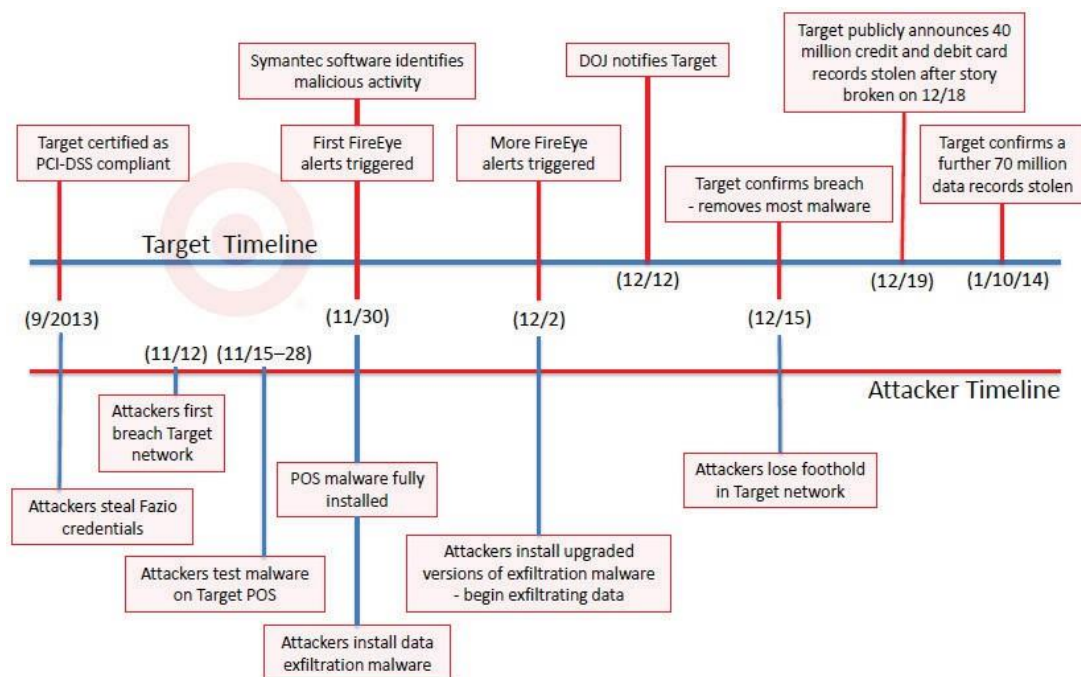 Target publicly announces 40
million credit and debit card
records stolen after story
broken on 12/18
Symantec software identifies
malicious activity
DOJ notifies Target
Target certified as
PCI-DSS compliant
First FireEye
alerts triggered
More FireEye
alerts triggered
Target confirms a
further 70 million
data records stolen
Target confirms breach
- removes most malware
Target Timeline
(12/12)
(12/19)
(1/10/14)
(9/2013)
(11/30)
(12/2)
(12/15)
(11/12)
(11/15–28)
Attacker Timeline
Attackers first
breach Target
network
POS malware fully
installed
Attackers lose foothold
in Target network
Attackers steal Fazio
credentials
Attackers test malware
on Target POS
Attackers install upgraded
versions of exfiltration malware
- begin exfiltrating data
Attackers install data
exfiltration malware